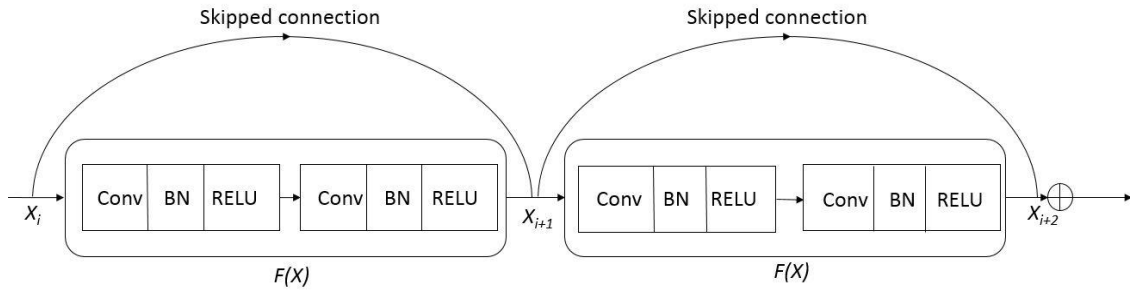 Skipped connection
Skipped connection
Conv BN RELU Conv BN RELU Conv BN RELU Conv BN RELU
Xi Xi+1 Xi+2
F(X) F(X)